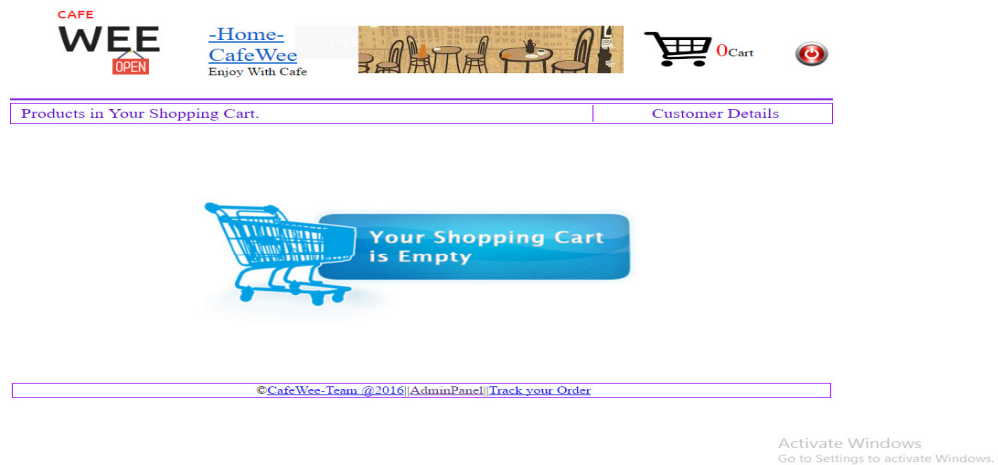 CAFE
WEE
OPEN
-Home-
CafeWee
Enjoy With Cafe
0Cart
Products in Your Shopping Cart.
Customer Details
Your Shopping Cart
is Empty
©CafeWee-Team @2016||AdminPanel||Track your Order
Activate Windows
Go to Settings to activate Windows.